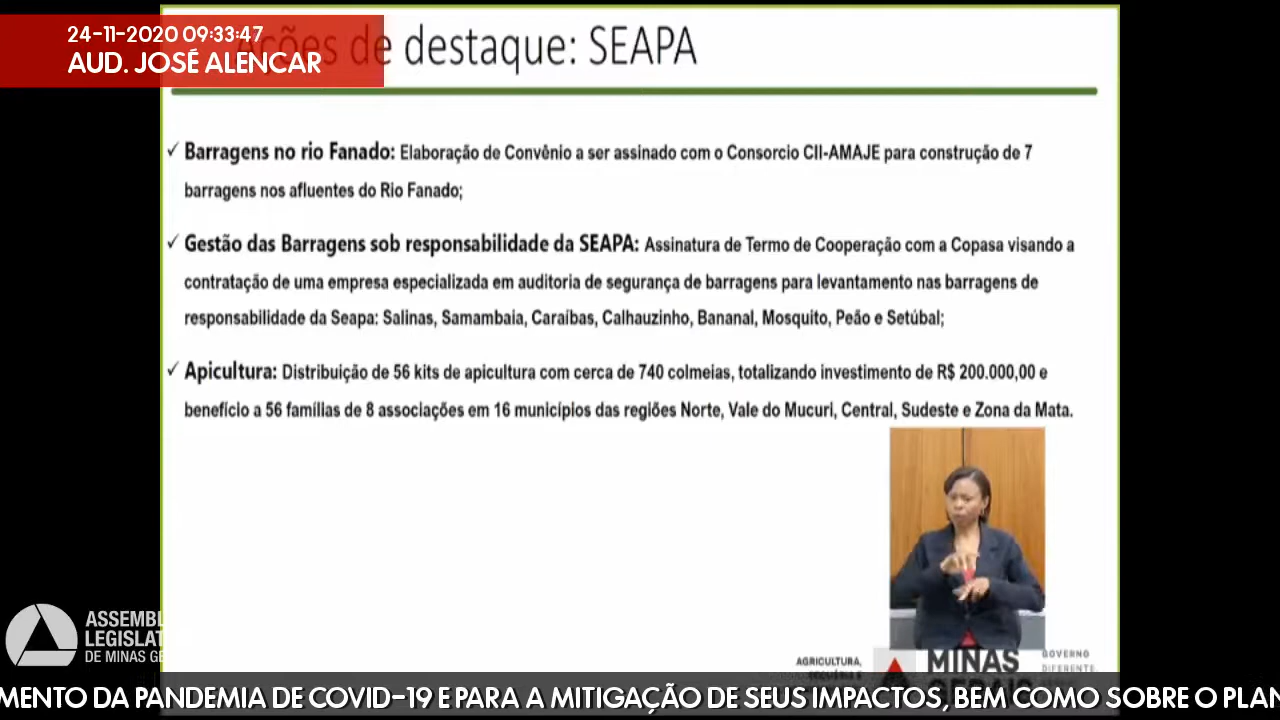 24-11-2020 09:33:47
AUD. JOSÉ ALENCAR
Ações de destaque: SEAPA
✓ Barragens no rio Fanado: Elaboração de Convênio a ser assinado com o Consorcio CII-AMAJE para construção de 7
barragens nos afluentes do Rio Fanado;
✓ Gestão das Barragens sob responsabilidade da SEAPA: Assinatura de Termo de Cooperação com a Copasa visando a
contratação de uma empresa especializada em auditoria de segurança de barragens para levantamento nas barragens de
responsabilidade da Seapa: Salinas, Samambaia, Caraíbas, Calhauzinho, Bananal, Mosquito, Peão e Setúbal;
✓ Apicultura: Distribuição de 56 kits de apicultura com cerca de 740 colmeias, totalizando investimento de R$ 200.000,00 e
benefício a 56 famílias de 8 associações em 16 municípios das regiões Norte, Vale do Mucuri, Central, Sudeste e Zona da Mata.
ASSEMBL
LEGISLAT
DE MINAS GE
AGRICULTURA,
MINAS
GERAIS
GOVERNO
DIFERENTE.
MENTO DA PANDEMIA DE COVID-19 E PARA A MITIGAÇÃO DE SEUS IMPACTOS, BEM COMO SOBRE O PLAN